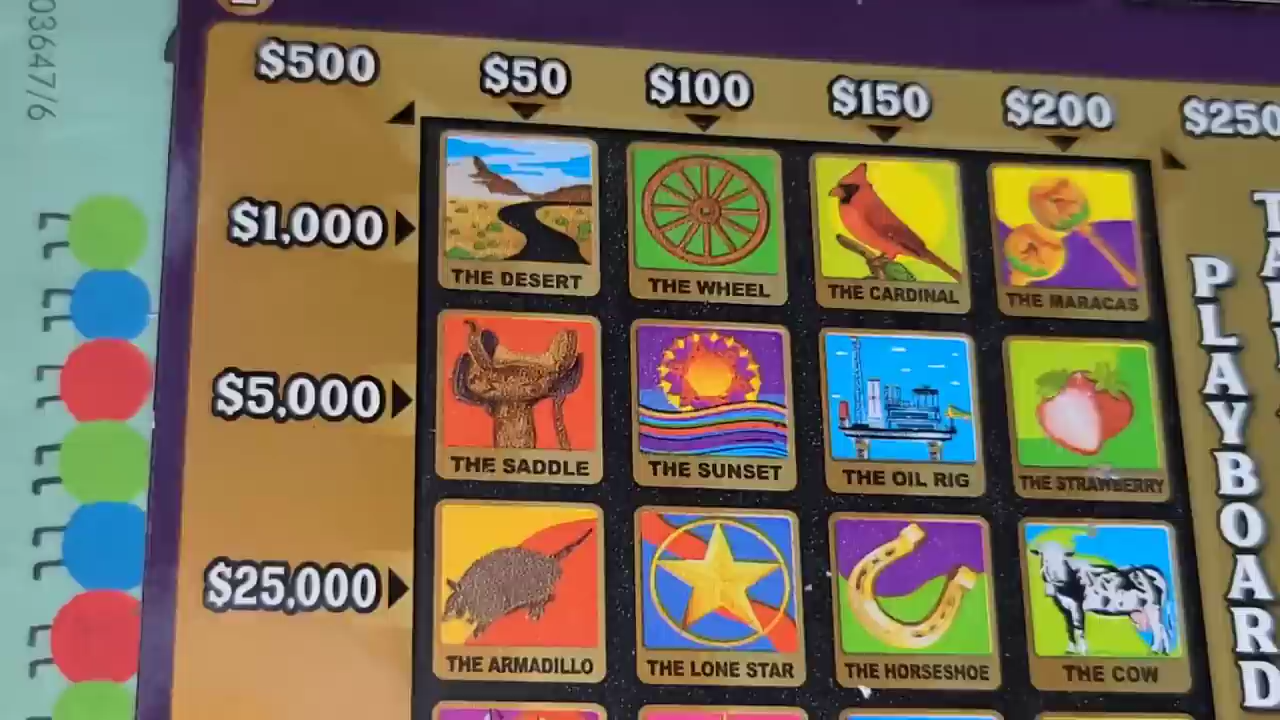 $500 $50 $100 $150 $200 $250
$1,000
THE DESERT THE WHEEL THE CARDINAL THE MARACAS
$5,000
THE SADDLE THE SUNSET THE OIL RIG THE STRAWBERRY
$25,000
THE ARMADILLO THE LONE STAR THE HORSESHOE THE COW
PLAYBOARD